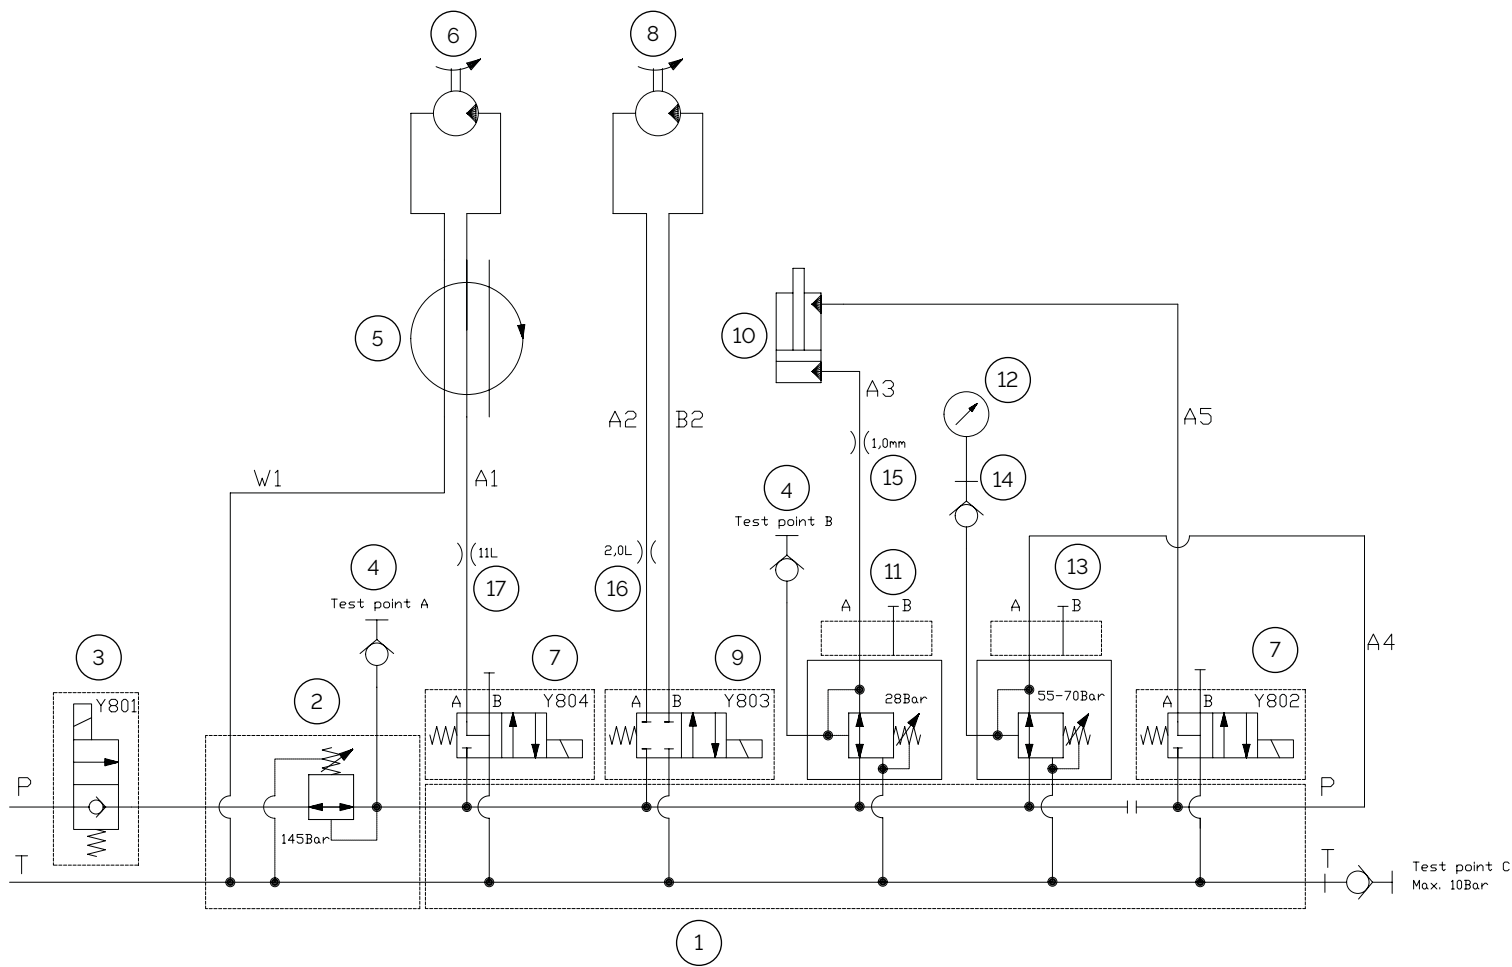 6
8
5
10
12
A3
A2
B2
A5
1,0mm
W1
A1
15
14
4
Test point B
11L
2,0L
4
17
16
11
13
Test point A
A
B
A
B
3
7
9
7
A4
Y801
2
A
B
Y804
A
B
Y803
28Bar
55-70Bar
A
B
Y802
P
P
145Bar
T
T
Test point C
Max. 10Bar
1